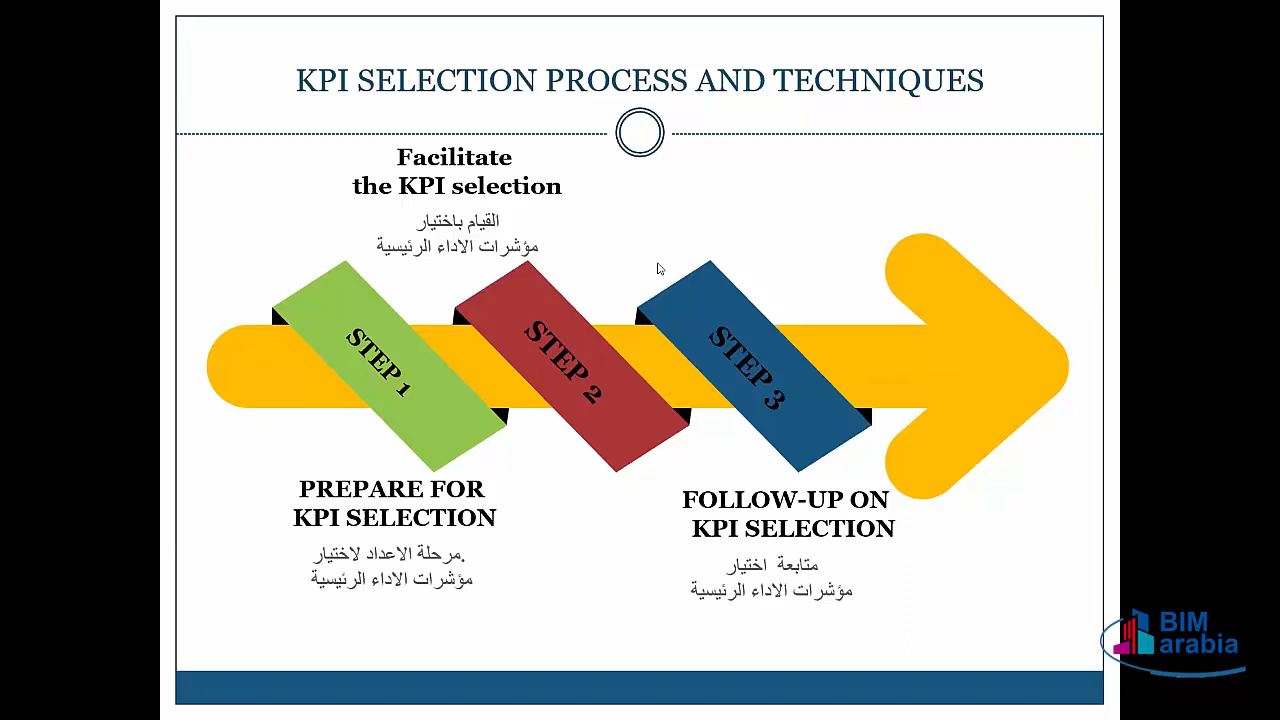 KPI SELECTION PROCESS AND TECHNIQUES
Facilitate
the KPI selection
القيام باختيار
مؤشرات الاداء الرئيسية
STEP 1
STEP 2
STEP 3
PREPARE FOR
KPI SELECTION
مرحلة الاعداد لاختيار.
مؤشرات الاداء الرئيسية
FOLLOW-UP ON
KPI SELECTION
متابعة اختيار
مؤشرات الاداء الرئيسية
BIM
arabia